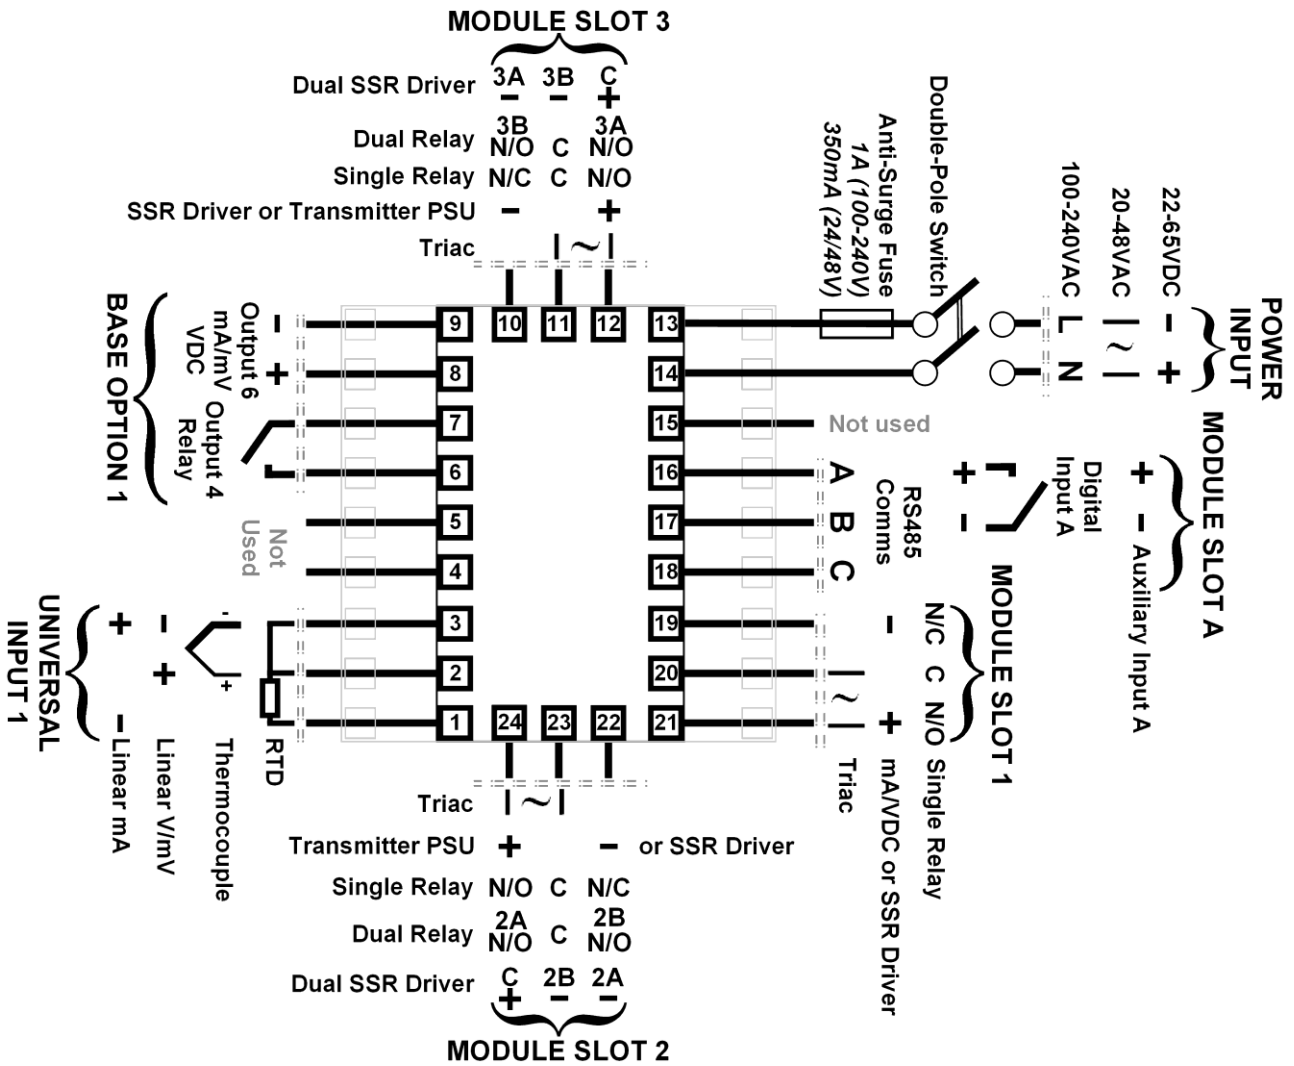 MODULE SLOT 3
Dual SSR Driver 3A 3B C
− − +
3B 3A
Dual Relay N/O C N/O
Single Relay N/C C N/O
SSR Driver or Transmitter PSU − +
Triac ~
BASE OPTION 1
Output 6
mA/mV
VDC
- +
Output 4
Relay
Not
Used
UNIVERSAL
INPUT 1
+ − Linear mA
− + Linear V/mV
- + Thermocouple
RTD
9 10 11 12 13
8 14
7 15
6 16
5 17
4 18
3 19
2 20
1 24 23 22 21
Anti-Surge Fuse
1A (100-240V)
350mA (24/48V)
Double-Pole Switch
100-240VAC
L N
20-48VAC
~
22-65VDC
- +
POWER
INPUT
Not used
A B C
RS485
Comms
+ -
Digital
Input A
+ - Auxiliary Input A
MODULE SLOT A
MODULE SLOT 1
N/C C N/O Single Relay
− + mA/VDC or SSR Driver
~ Triac
Triac ~
Transmitter PSU + − or SSR Driver
Single Relay N/O C N/C
2A 2B
Dual Relay N/O C N/O
Dual SSR Driver C 2B 2A
+ − −
MODULE SLOT 2